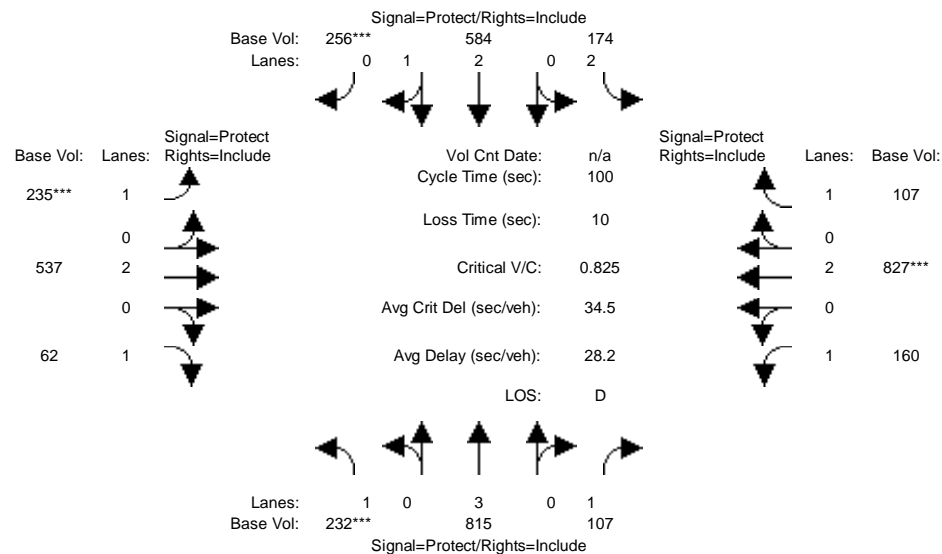 Signal=Protect/Rights=Include
Base Vol: 256*** 584 174
Lanes: 0 1 2 0 2
Signal=Protect Signal=Protect
Base Vol: Lanes: Rights=Include Vol Cnt Date: n/a Rights=Include Lanes: Base Vol:
Cycle Time (sec): 100
235*** 1 1 107
Loss Time (sec): 10
0 0
537 2 Critical V/C: 0.825 2 827***
0 Avg Crit Del (sec/veh): 34.5 0
62 1 Avg Delay (sec/veh): 28.2 1 160
LOS: D
Lanes: 1 0 3 0 1
Base Vol: 232*** 815 107
Signal=Protect/Rights=Include